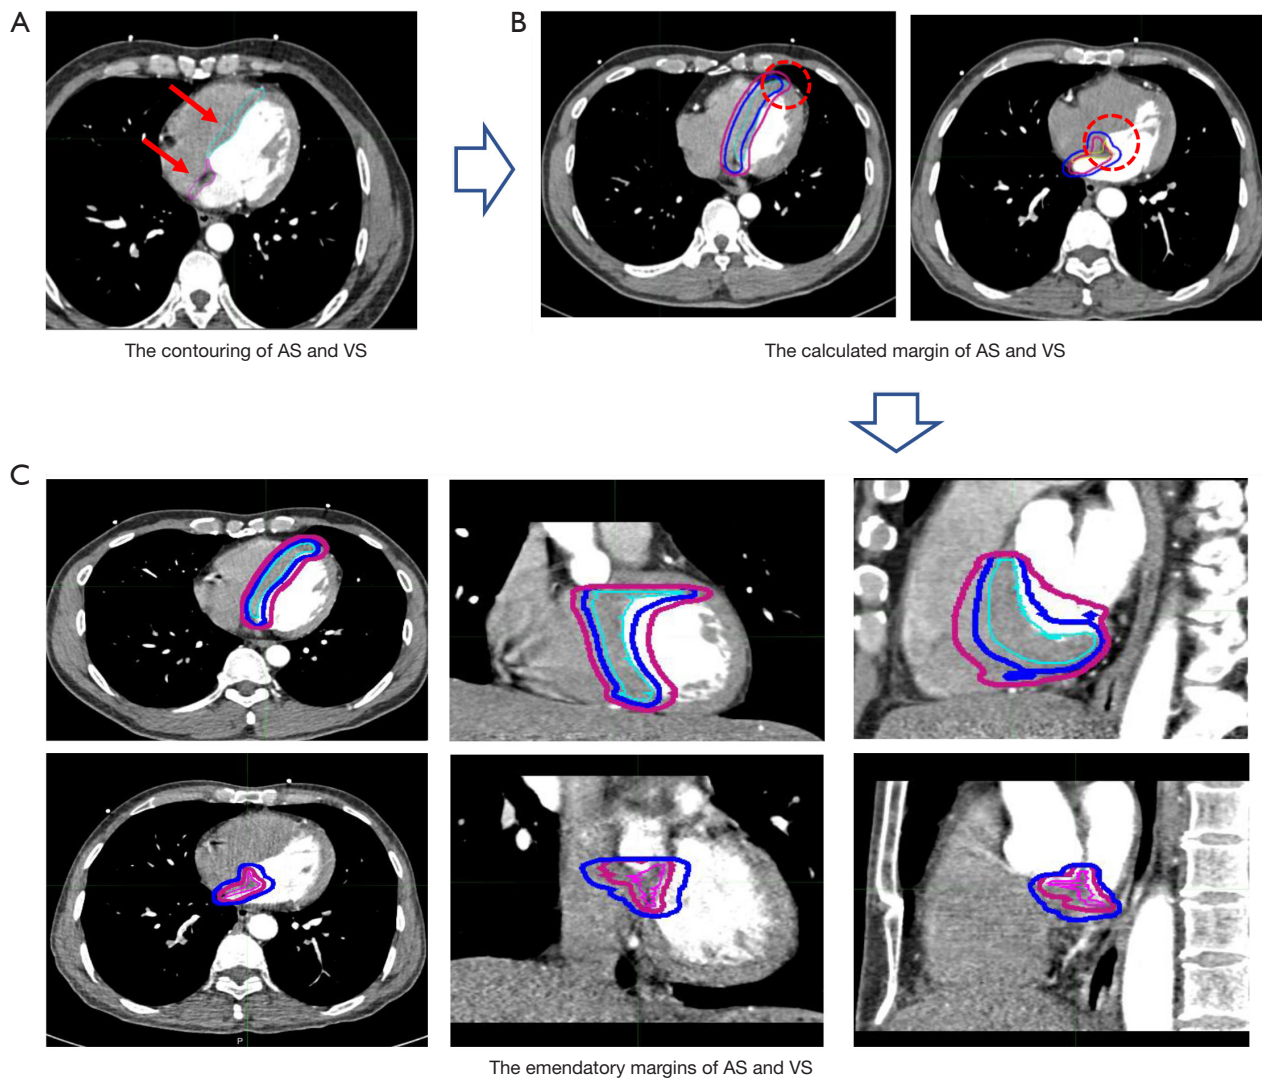 A
B
The contouring of AS and VS
The calculated margin of AS and VS
C
P
The emendatory margins of AS and VS